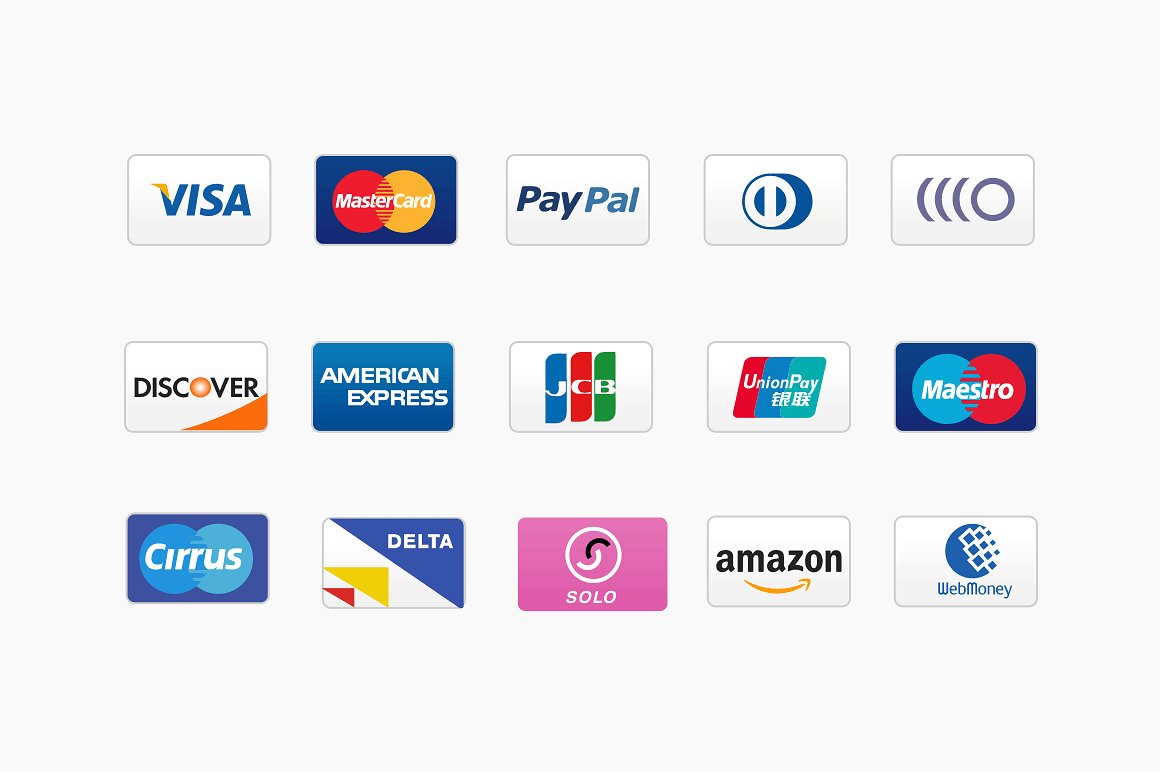 VISA
MasterCard
PayPal
DISCOVER
AMERICAN
EXPRESS
JCB
UnionPay
银联
Maestro
Cirrus
DELTA
SOLO
amazon
WebMoney